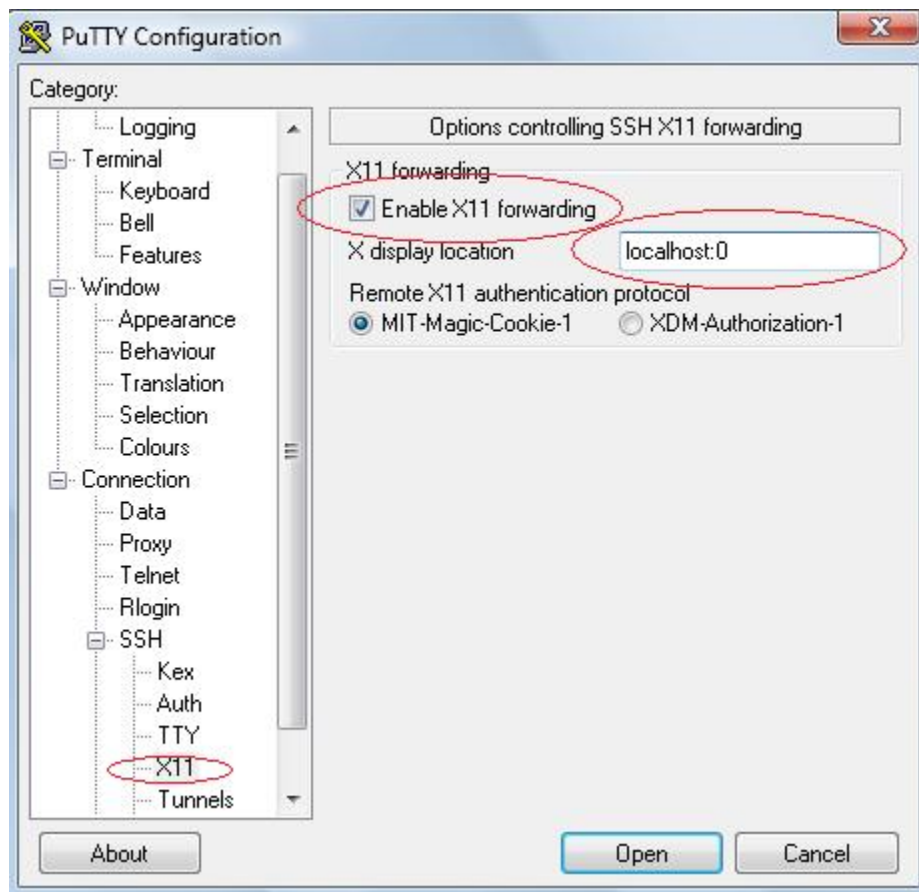 PuTTY Configuration
X
Category:
Logging
Terminal
Keyboard
Bell
Features
Window
Appearance
Behaviour
Translation
Selection
Colours
Connection
Data
Proxy
Telnet
Rlogin
SSH
Kex
Auth
TTY
X11
Tunnels
Options controlling SSH X11 forwarding
X11 forwarding
Enable X11 forwarding
X display location localhost:0
Remote X11 authentication protocol
MIT-Magic-Cookie-1 XDM-Authorization-1
About Open Cancel